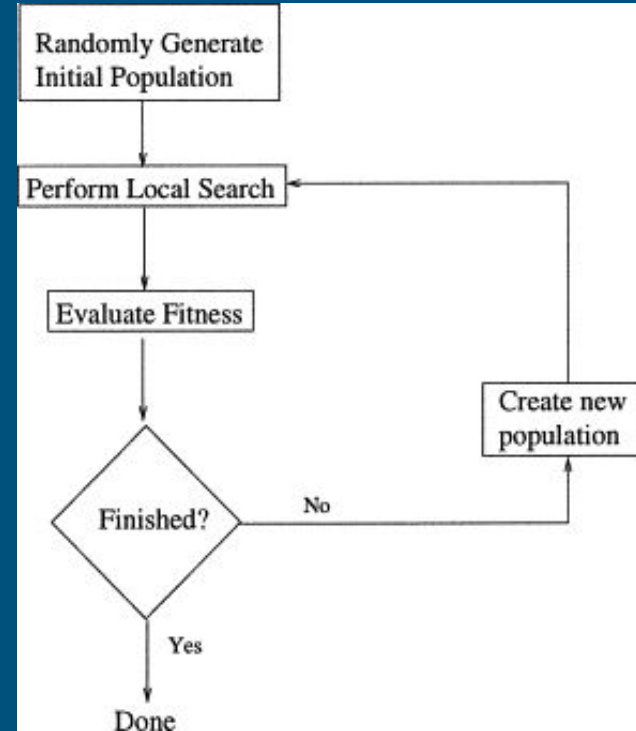 Randomly Generate
Initial Population
Perform Local Search
Evaluate Fitness
Create new
population
Finished?
No
Yes
Done